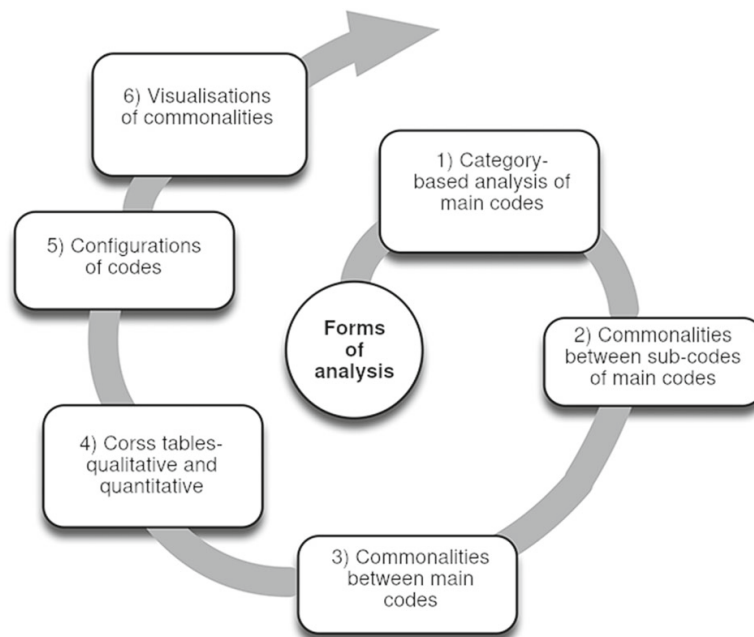 6) Visualisations
of commonalities
1) Category-
based analysis of
main codes
5) Configurations
of codes
Forms
of
analysis
2) Commonalities
between sub-codes
of main codes
4) Corss tables-
qualitative and
quantitative
3) Commonalities
between main
codes